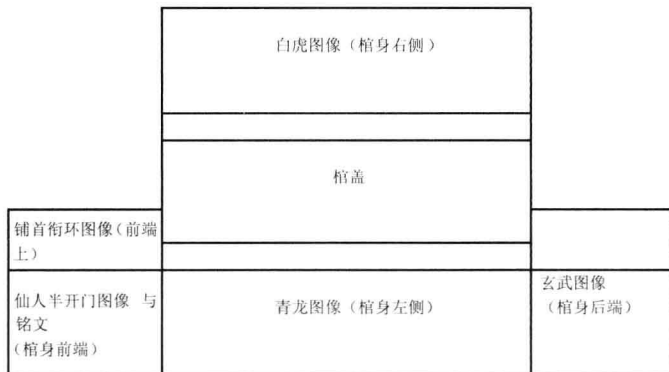 白虎图像（棺身右侧）
棺盖
铺首衔环图像（前端
上）
仙人半开门图像 与
铭文
（棺身前端）
青龙图像（棺身左侧）
玄武图像
（棺身后端）